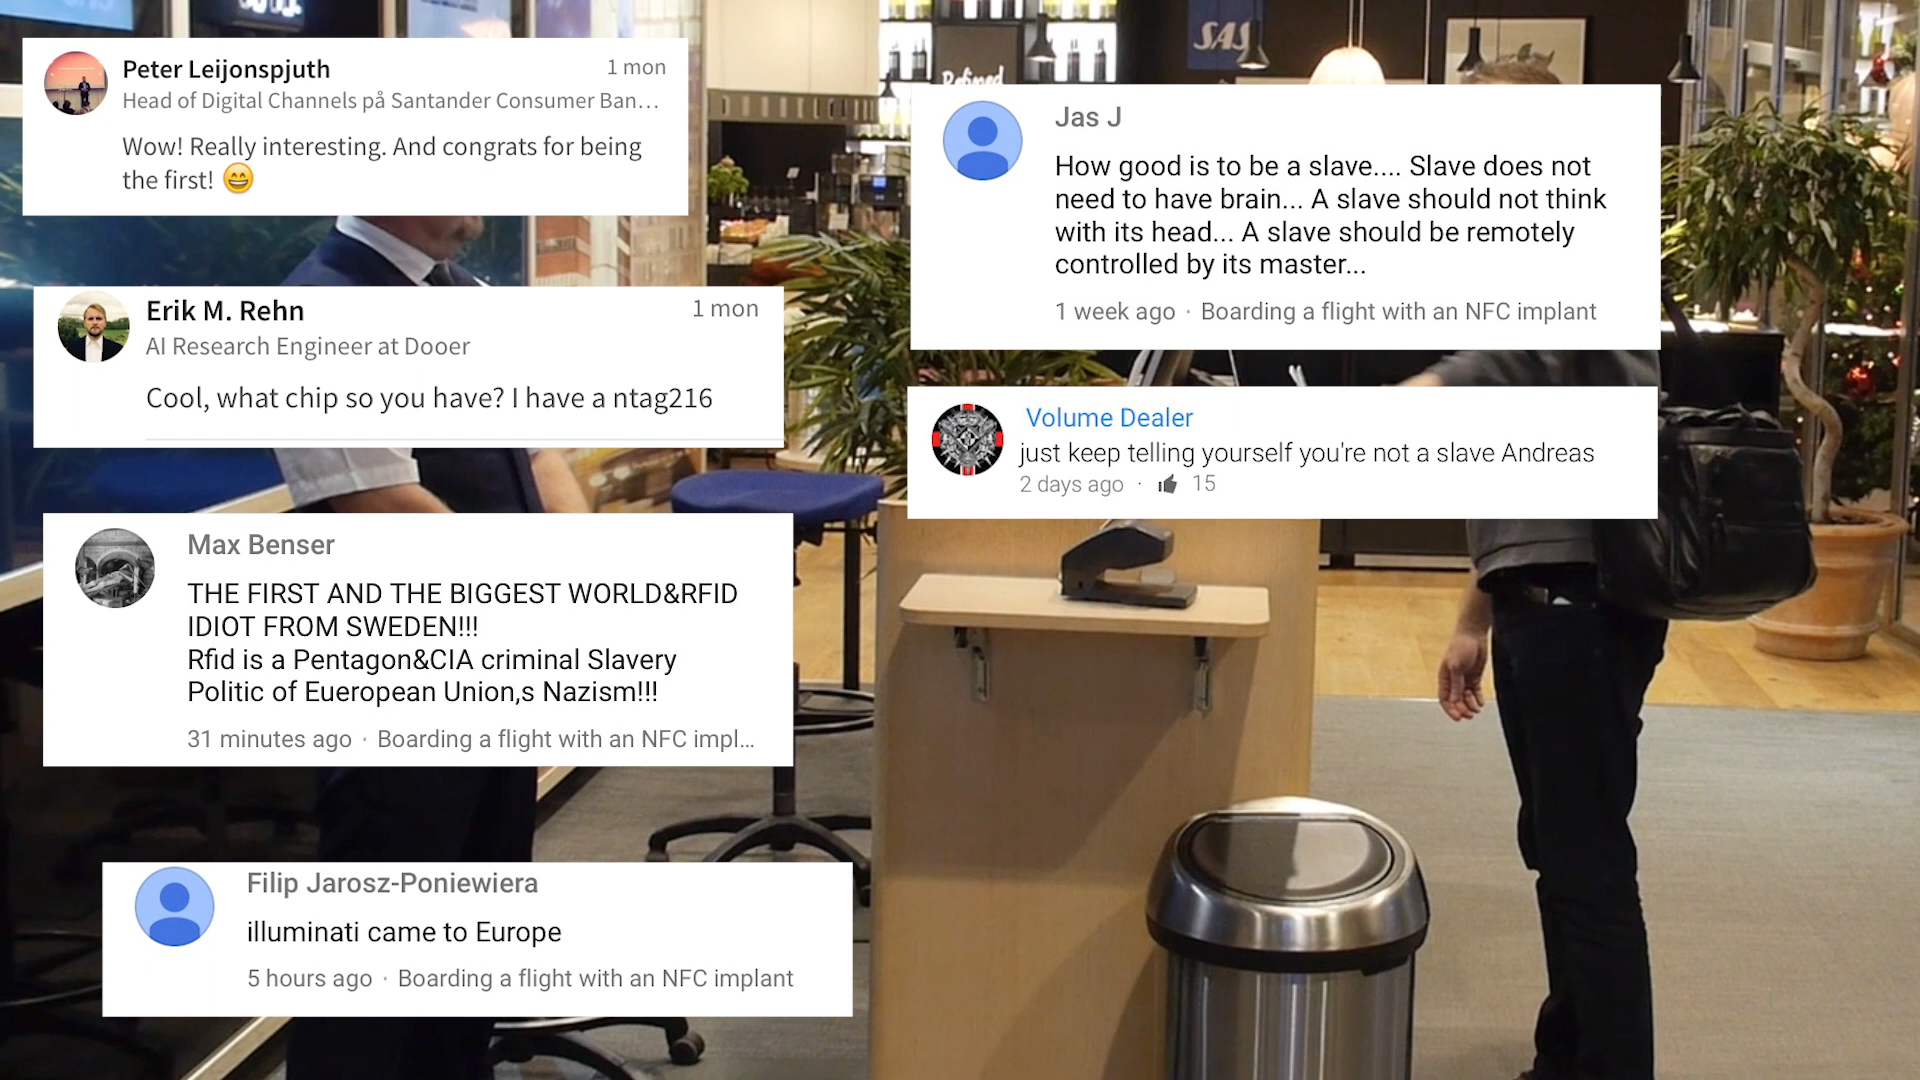 Peter Leijonspjuth
1 mon
Head of Digital Channels på Santander Consumer Ban...
Wow! Really interesting. And congrats for being
the first! 😄
Erik M. Rehn
1 mon
AI Research Engineer at Dooer
Cool, what chip so you have? I have a ntag216
Max Benser
THE FIRST AND THE BIGGEST WORLD&RFID
IDIOT FROM SWEDEN!!!
Rfid is a Pentagon&CIA criminal Slavery
Politic of Eueropean Union,s Nazism!!!
31 minutes ago · Boarding a flight with an NFC impl...
Filip Jarosz-Poniewiera
illuminati came to Europe
5 hours ago · Boarding a flight with an NFC implant
SAS
Refined
Jas J
How good is to be a slave.... Slave does not
need to have brain... A slave should not think
with its head... A slave should be remotely
controlled by its master...
1 week ago · Boarding a flight with an NFC implant
Volume Dealer
just keep telling yourself you're not a slave Andreas
2 days ago · 15